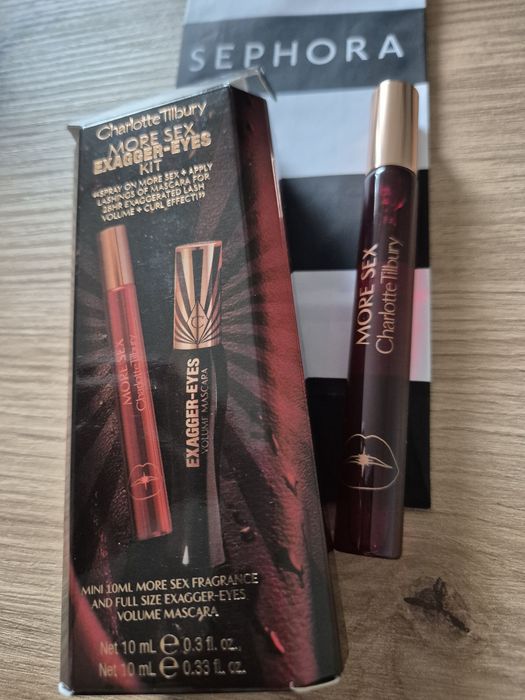 SEPHORA
Charlotte Tilbury
MORE SEX
EXAGGER-EYES
KIT
“SPRAY ON MORE SEX + APPLY
LASHINGS OF MASCARA FOR
28HR EXAGGERATED LASH
VOLUME + CURL EFFECT!”
MORE SEX
Charlotte Tilbury
EXAGGER-EYES
VOLUME MASCARA
MINI 10ML MORE SEX FRAGRANCE
AND FULL SIZE EXAGGER-EYES
VOLUME MASCARA
Net 10 mL e 0.3 fl. oz.
Net 10 mL e 0.33 fl. oz.
MORE SEX
Charlotte Tilbury